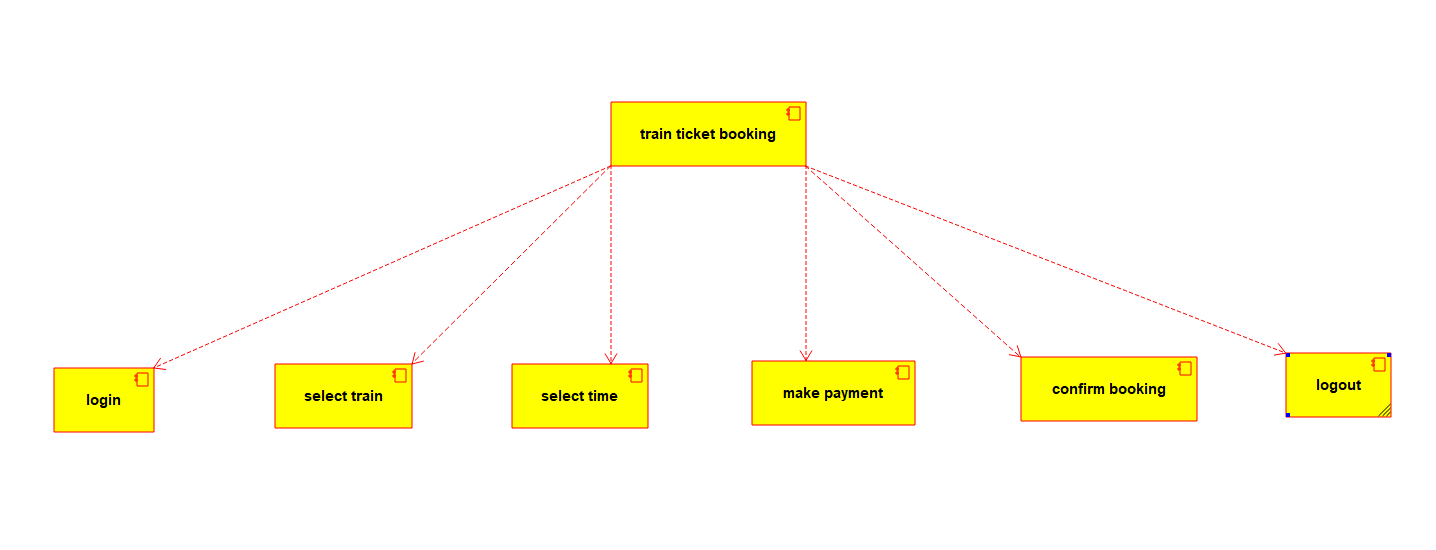 train ticket booking
login
select train
select time
make payment
confirm booking
logout